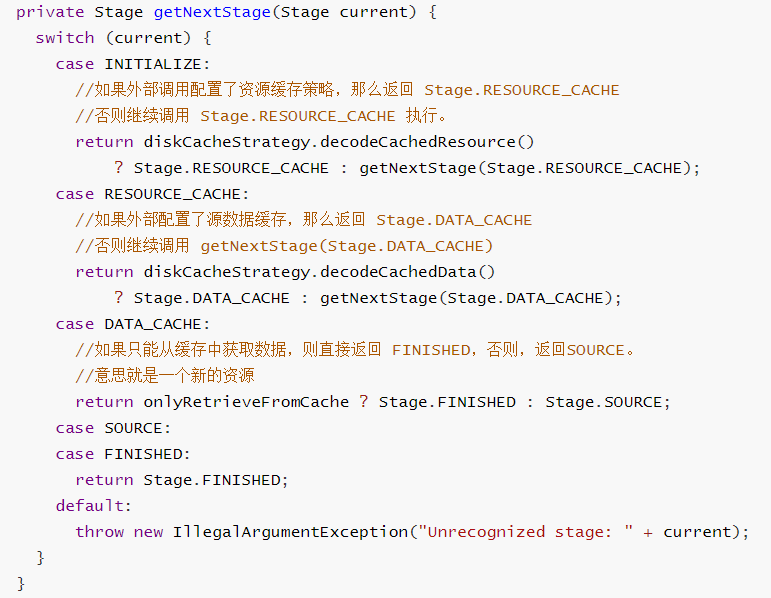 private Stage getNextStage(Stage current) {
switch (current) {
case INITIALIZE:
//如果外部调用配置了资源缓存策略，那么返回 Stage.RESOURCE_CACHE
//否则继续调用 Stage.RESOURCE_CACHE 执行。
return diskCacheStrategy.decodeCachedResource()
? Stage.RESOURCE_CACHE : getNextStage(Stage.RESOURCE_CACHE);
case RESOURCE_CACHE:
//如果外部配置了源数据缓存，那么返回 Stage.DATA_CACHE
//否则继续调用 getNextStage(Stage.DATA_CACHE)
return diskCacheStrategy.decodeCachedData()
? Stage.DATA_CACHE : getNextStage(Stage.DATA_CACHE);
case DATA_CACHE:
//如果只能从缓存中获取数据，则直接返回 FINISHED，否则，返回SOURCE。
//意思就是一个新的资源
return onlyRetrieveFromCache ? Stage.FINISHED : Stage.SOURCE;
case SOURCE:
case FINISHED:
return Stage.FINISHED;
default:
throw new IllegalArgumentException("Unrecognized stage: " + current);
}
}